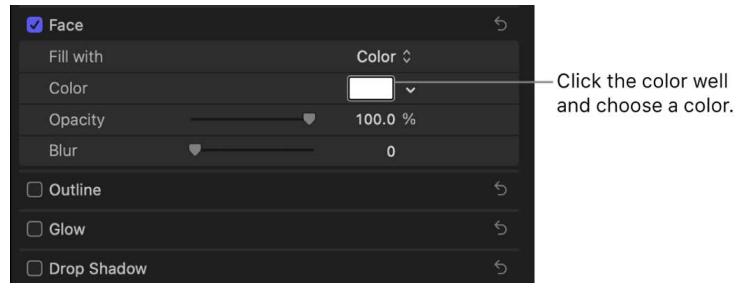 Face
Fill with Color
Color
Opacity 100.0 %
Blur 0
Outline
Glow
Drop Shadow
Click the color well
and choose a color.